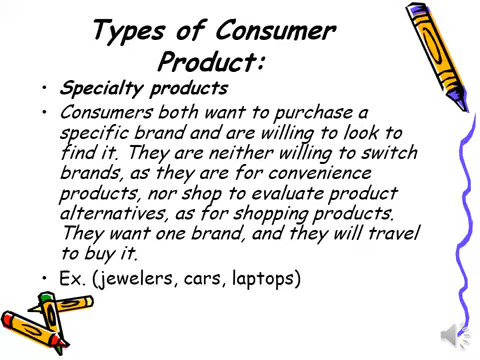 Types of Consumer
Product:
• Specialty products
• Consumers both want to purchase a
specific brand and are willing to look to
find it. They are neither willing to switch
brands, as they are for convenience
products, nor shop to evaluate product
alternatives, as for shopping products.
They want one brand, and they will travel
to buy it.
• Ex. (jewelers, cars, laptops)